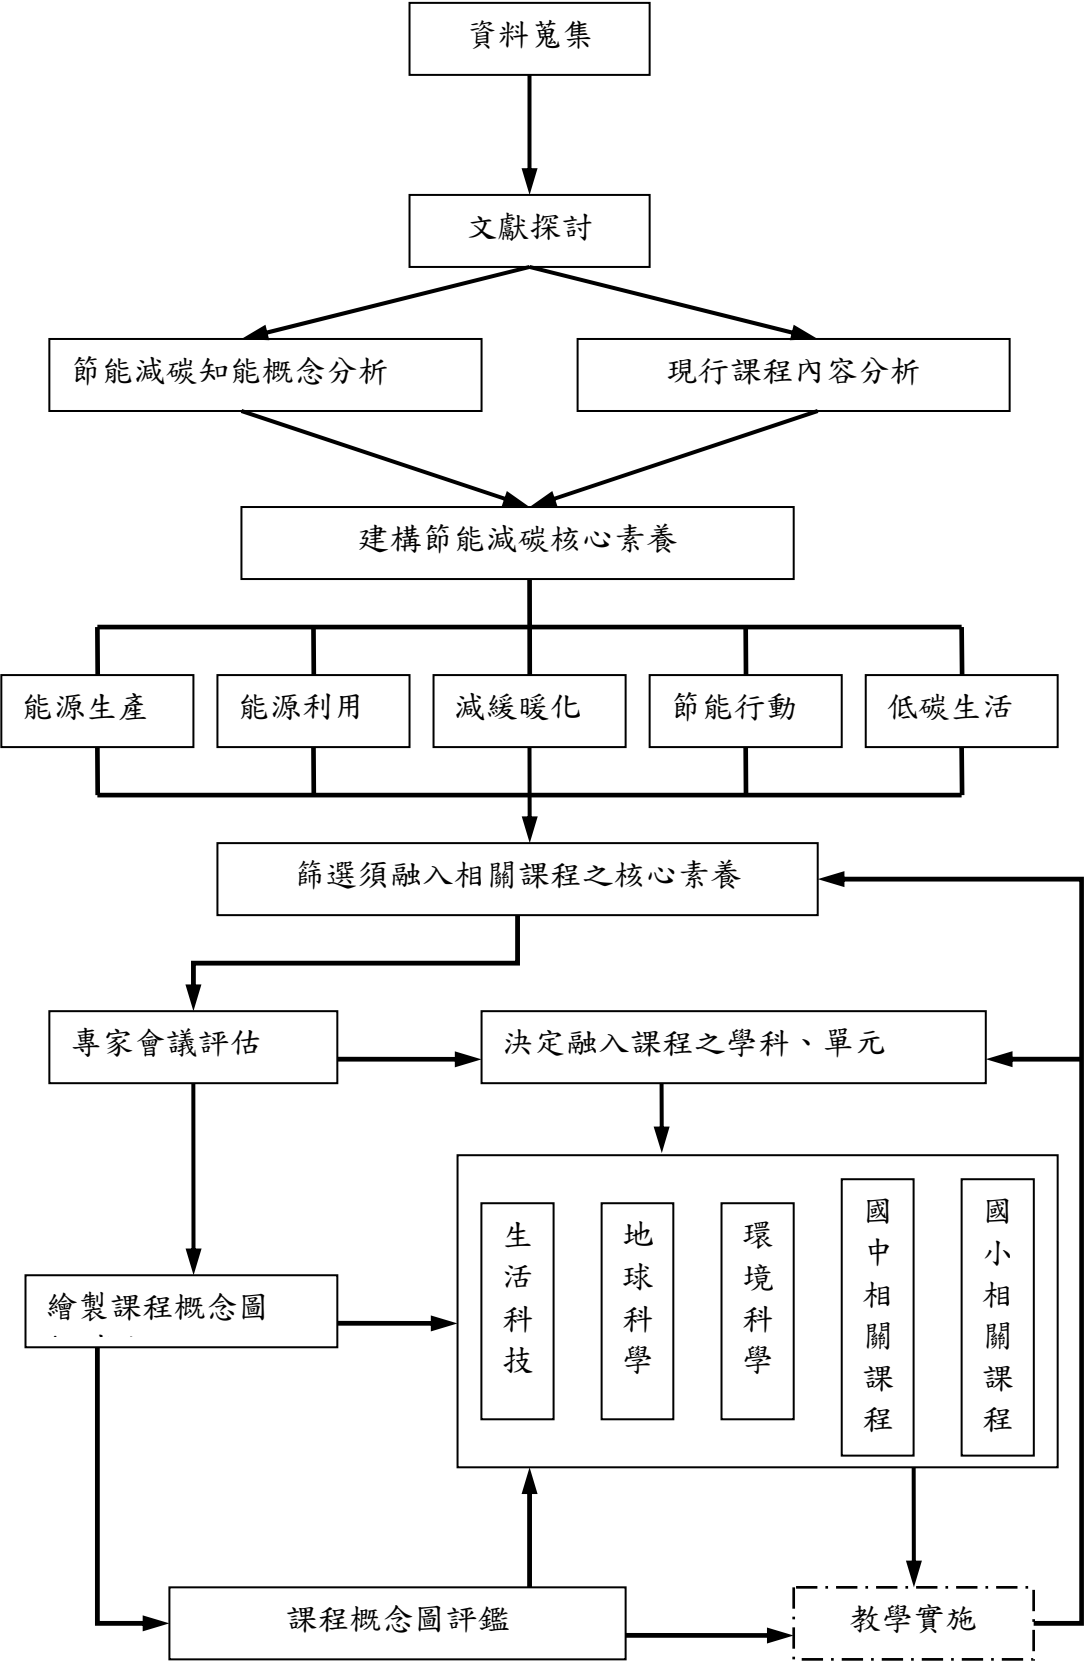 資料蒐集
文獻探討
節能減碳知能概念分析
現行課程內容分析
建構節能減碳核心素養
能源生產
能源利用
減緩暖化
節能行動
低碳生活
篩選須融入相關課程之核心素養
專家會議評估
決定融入課程之學科、單元
生活科技
地球科學
環境科學
國中相關課程
國小相關課程
繪製課程概念圖
課程概念圖評鑑
教學實施